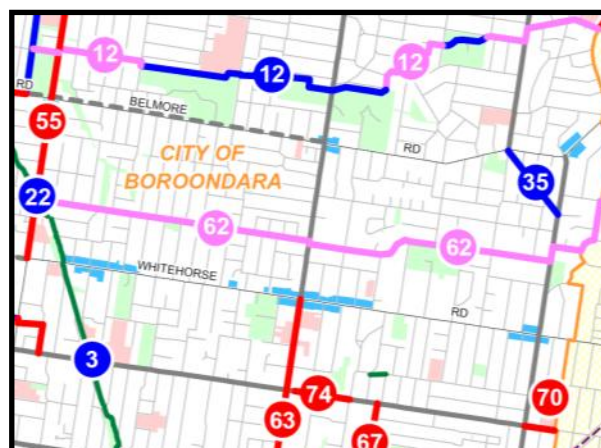 12
12
12
RD
BELMORE
55
RD
CITY OF
BOROONDARA
35
22
62
62
WHITEHORSE
RD
3
74
70
63
67